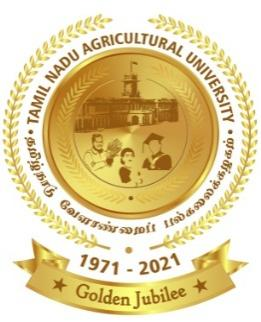 • TAMIL NADU AGRICULTURAL UNIVERSITY •
தமிழ்நாடு வேளாண்மைப் பல்கலைக்கழகம்
1971 - 2021
★ Golden Jubilee ★